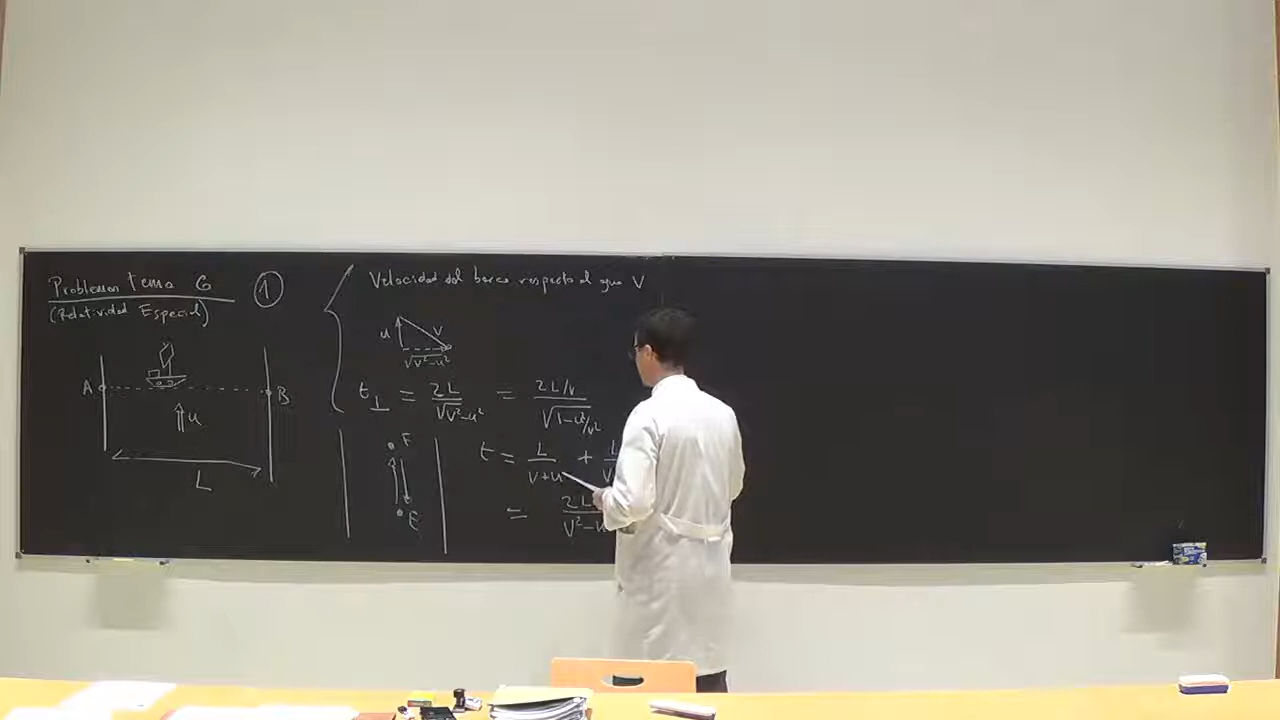 Problemas tema 6
(Relatividad Especial)
1
A
B
u
L
Velocidad del barco respecto al agua V
u
V
√V²-u²
t⊥ = 2L/√V²-u² = 2L/V / √1-u²/V²
F
E
t = L/V+u + L/V
= 2L/V²-u